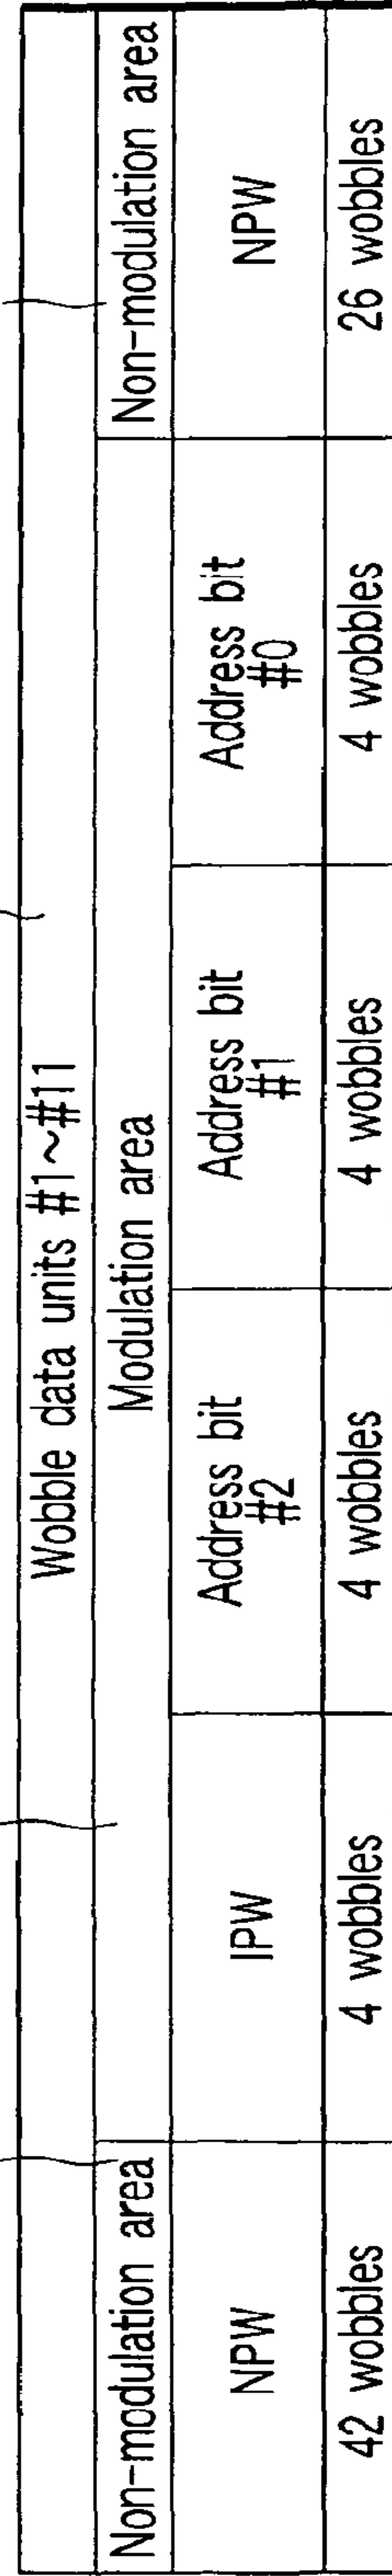 Wobble data units #1~#11
Non-modulation area
Modulation area
Non-modulation area
NPW
IPW
Address bit
#2
Address bit
#1
Address bit
#0
NPW
42 wobbles
4 wobbles
4 wobbles
4 wobbles
4 wobbles
26 wobbles